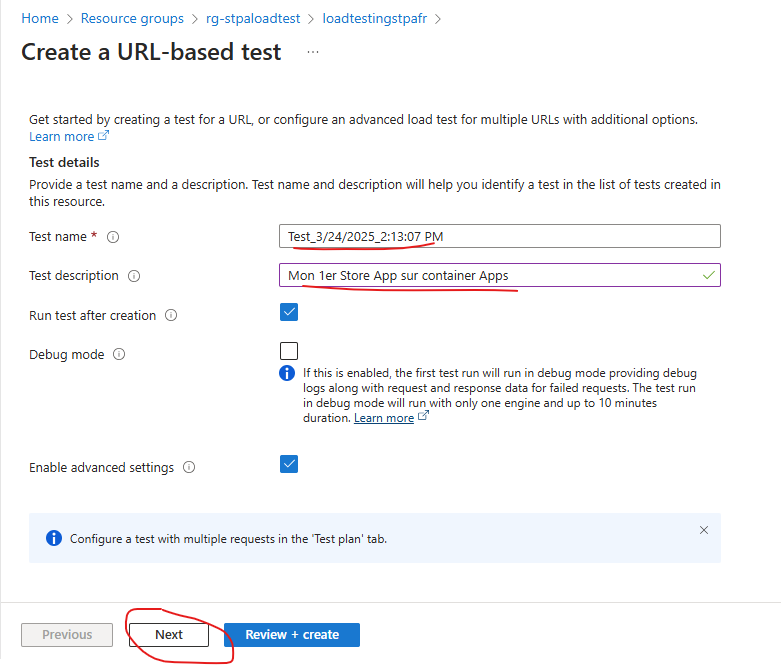 Home > Resource groups > rg-stpaloadtest > loadtestingstpafr >
Create a URL-based test ...
Get started by creating a test for a URL, or configure an advanced load test for multiple URLs with additional options.
Learn more
Test details
Provide a test name and a description. Test name and description will help you identify a test in the list of tests created in
this resource.
Test name *
Test_3/24/2025_2:13:07 PM
Test description
Mon 1er Store App sur container Apps
Run test after creation
Debug mode
If this is enabled, the first test run will run in debug mode providing debug
logs along with request and response data for failed requests. The test run
in debug mode will run with only one engine and up to 10 minutes
duration. Learn more
Enable advanced settings
Configure a test with multiple requests in the 'Test plan' tab.
Previous
Next
Review + create